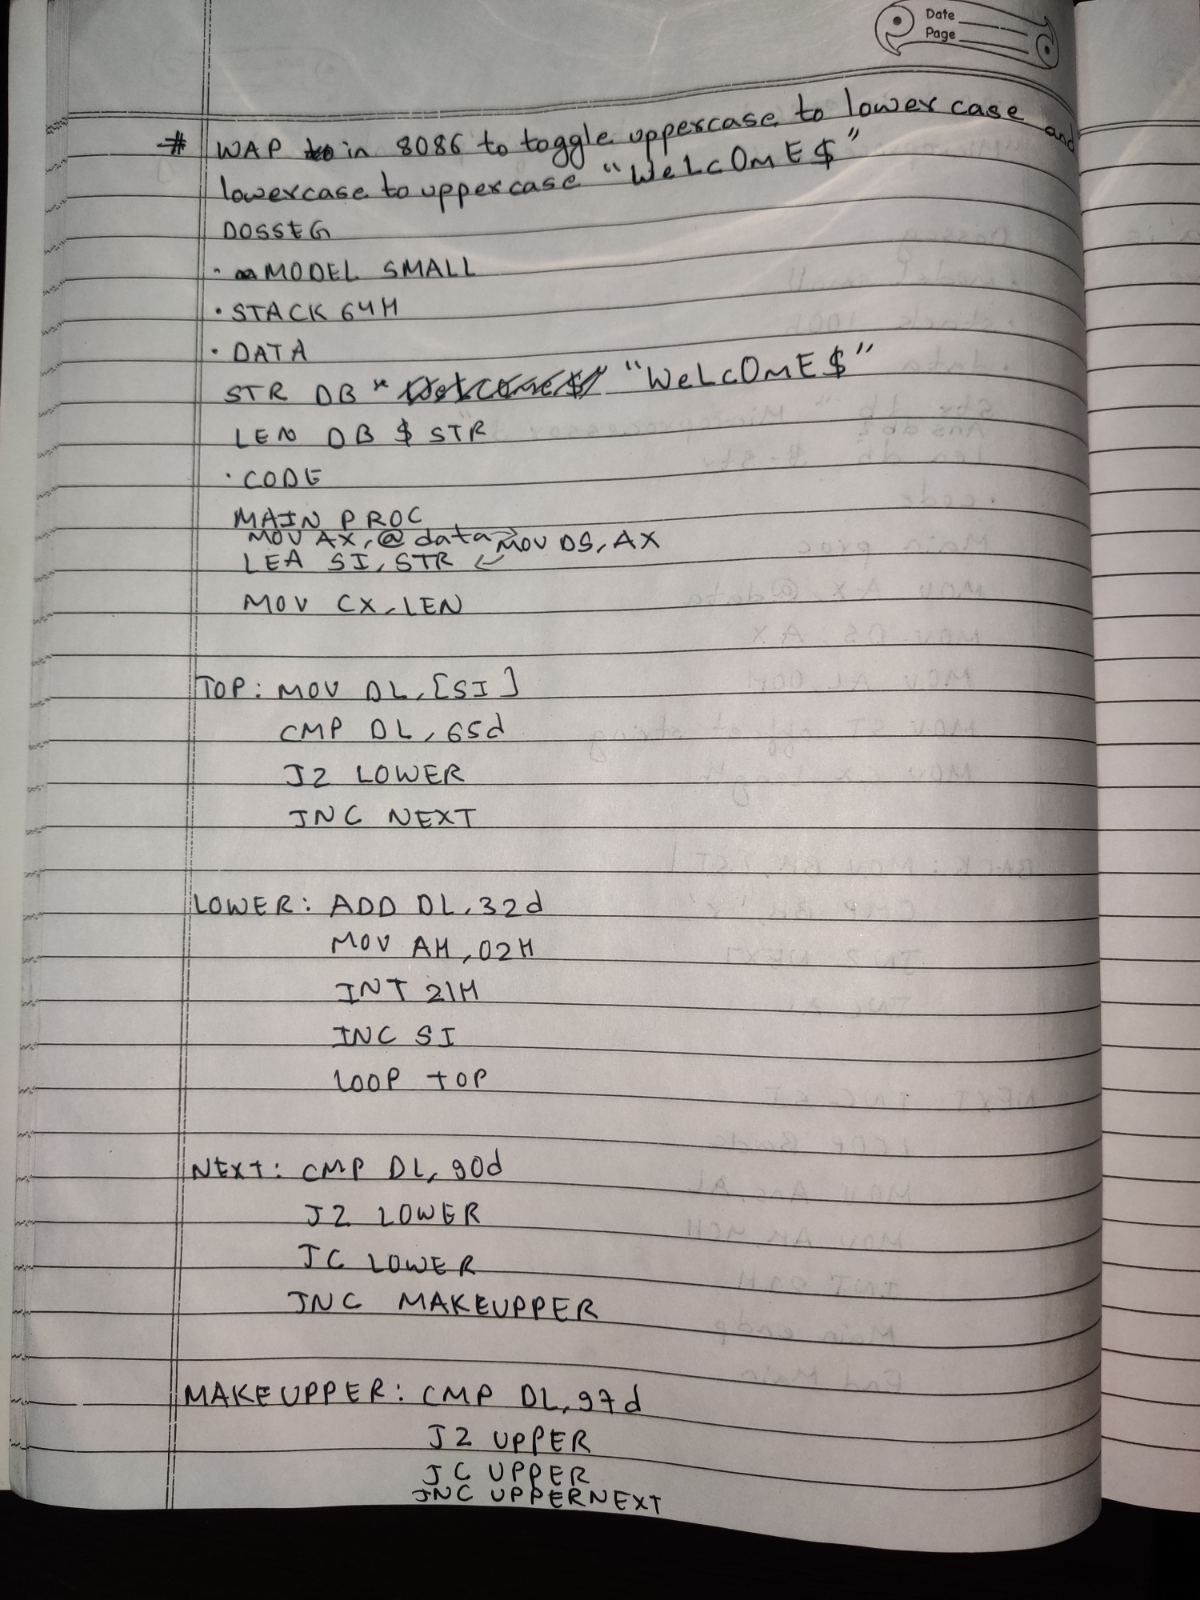 Date
Page
# WAP in 8086 to toggle uppercase to lower case and
lowercase to uppercase "WeLcOmE$"
DOSSEG
. MODEL SMALL
. STACK 64H
. DATA
STR DB "WeLcOmE$"
LEN DB $ STR
. CODE
MAIN PROC
MOV AX, @ data MOV DS, AX
LEA SI, STR
MOV CX, LEN
TOP: MOV DL, [SI]
CMP DL, 65d
JZ LOWER
JNC NEXT
LOWER: ADD DL, 32d
MOV AH, 02H
INT 21H
INC SI
LOOP TOP
NEXT: CMP DL, 90d
JZ LOWER
JC LOWER
JNC MAKEUPPER
MAKEUPPER: CMP DL, 97d
JZ UPPER
JC UPPER
JNC UPPERNEXT